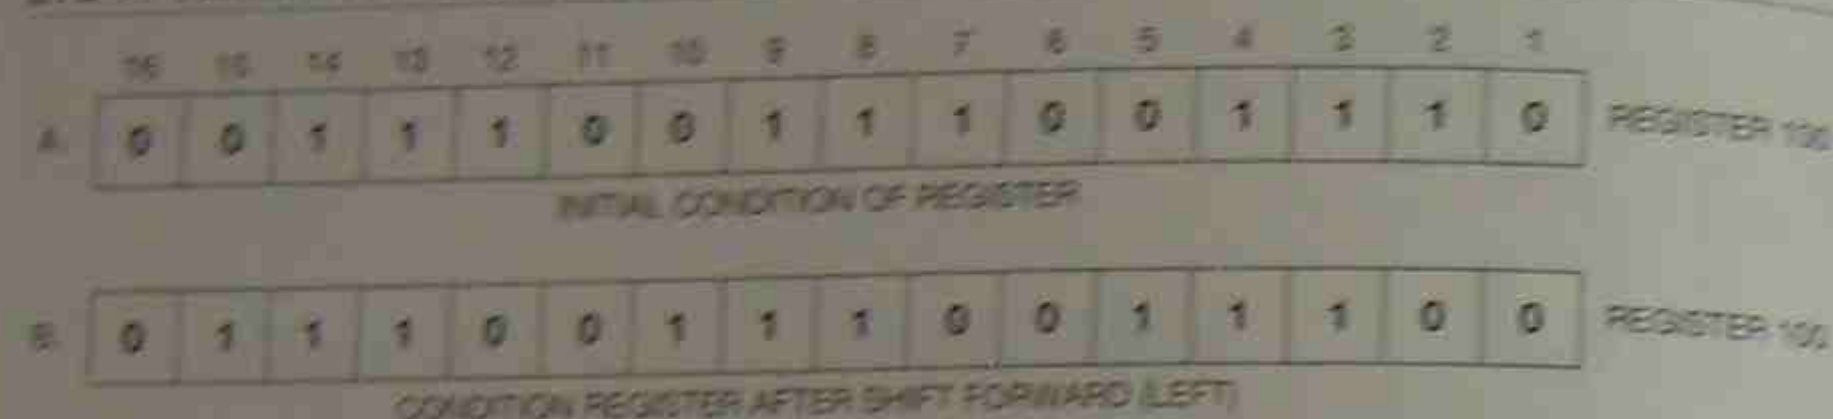 16 15 14 13 12 11 10 9 8 7 6 5 4 3 2 1
A. 0 0 1 1 1 0 0 1 1 1 0 0 1 1 1 0 REGISTER 100
INITIAL CONDITION OF REGISTER
B. 0 1 1 1 0 0 1 1 1 0 0 1 1 1 0 0 REGISTER 100
CONDITION REGISTER AFTER SHIFT FORWARD (LEFT)